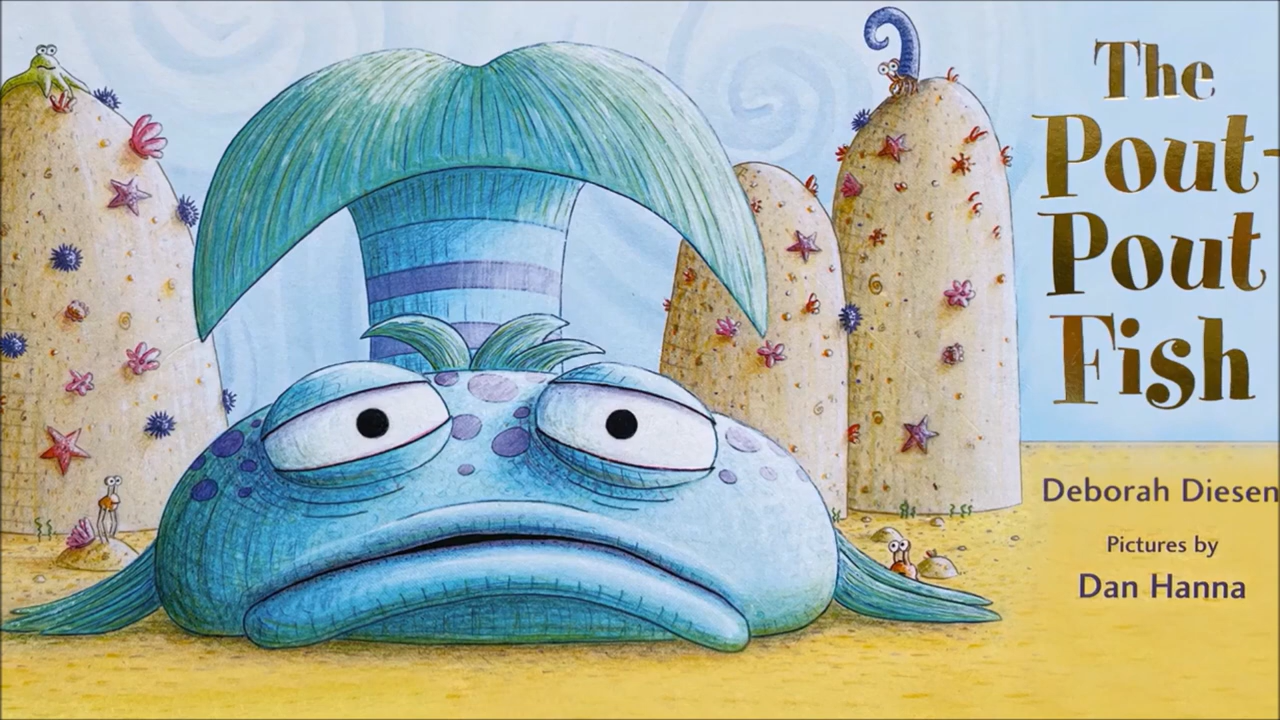 The
Pout-
Pout
Fish
Deborah Diesen
Pictures by
Dan Hanna